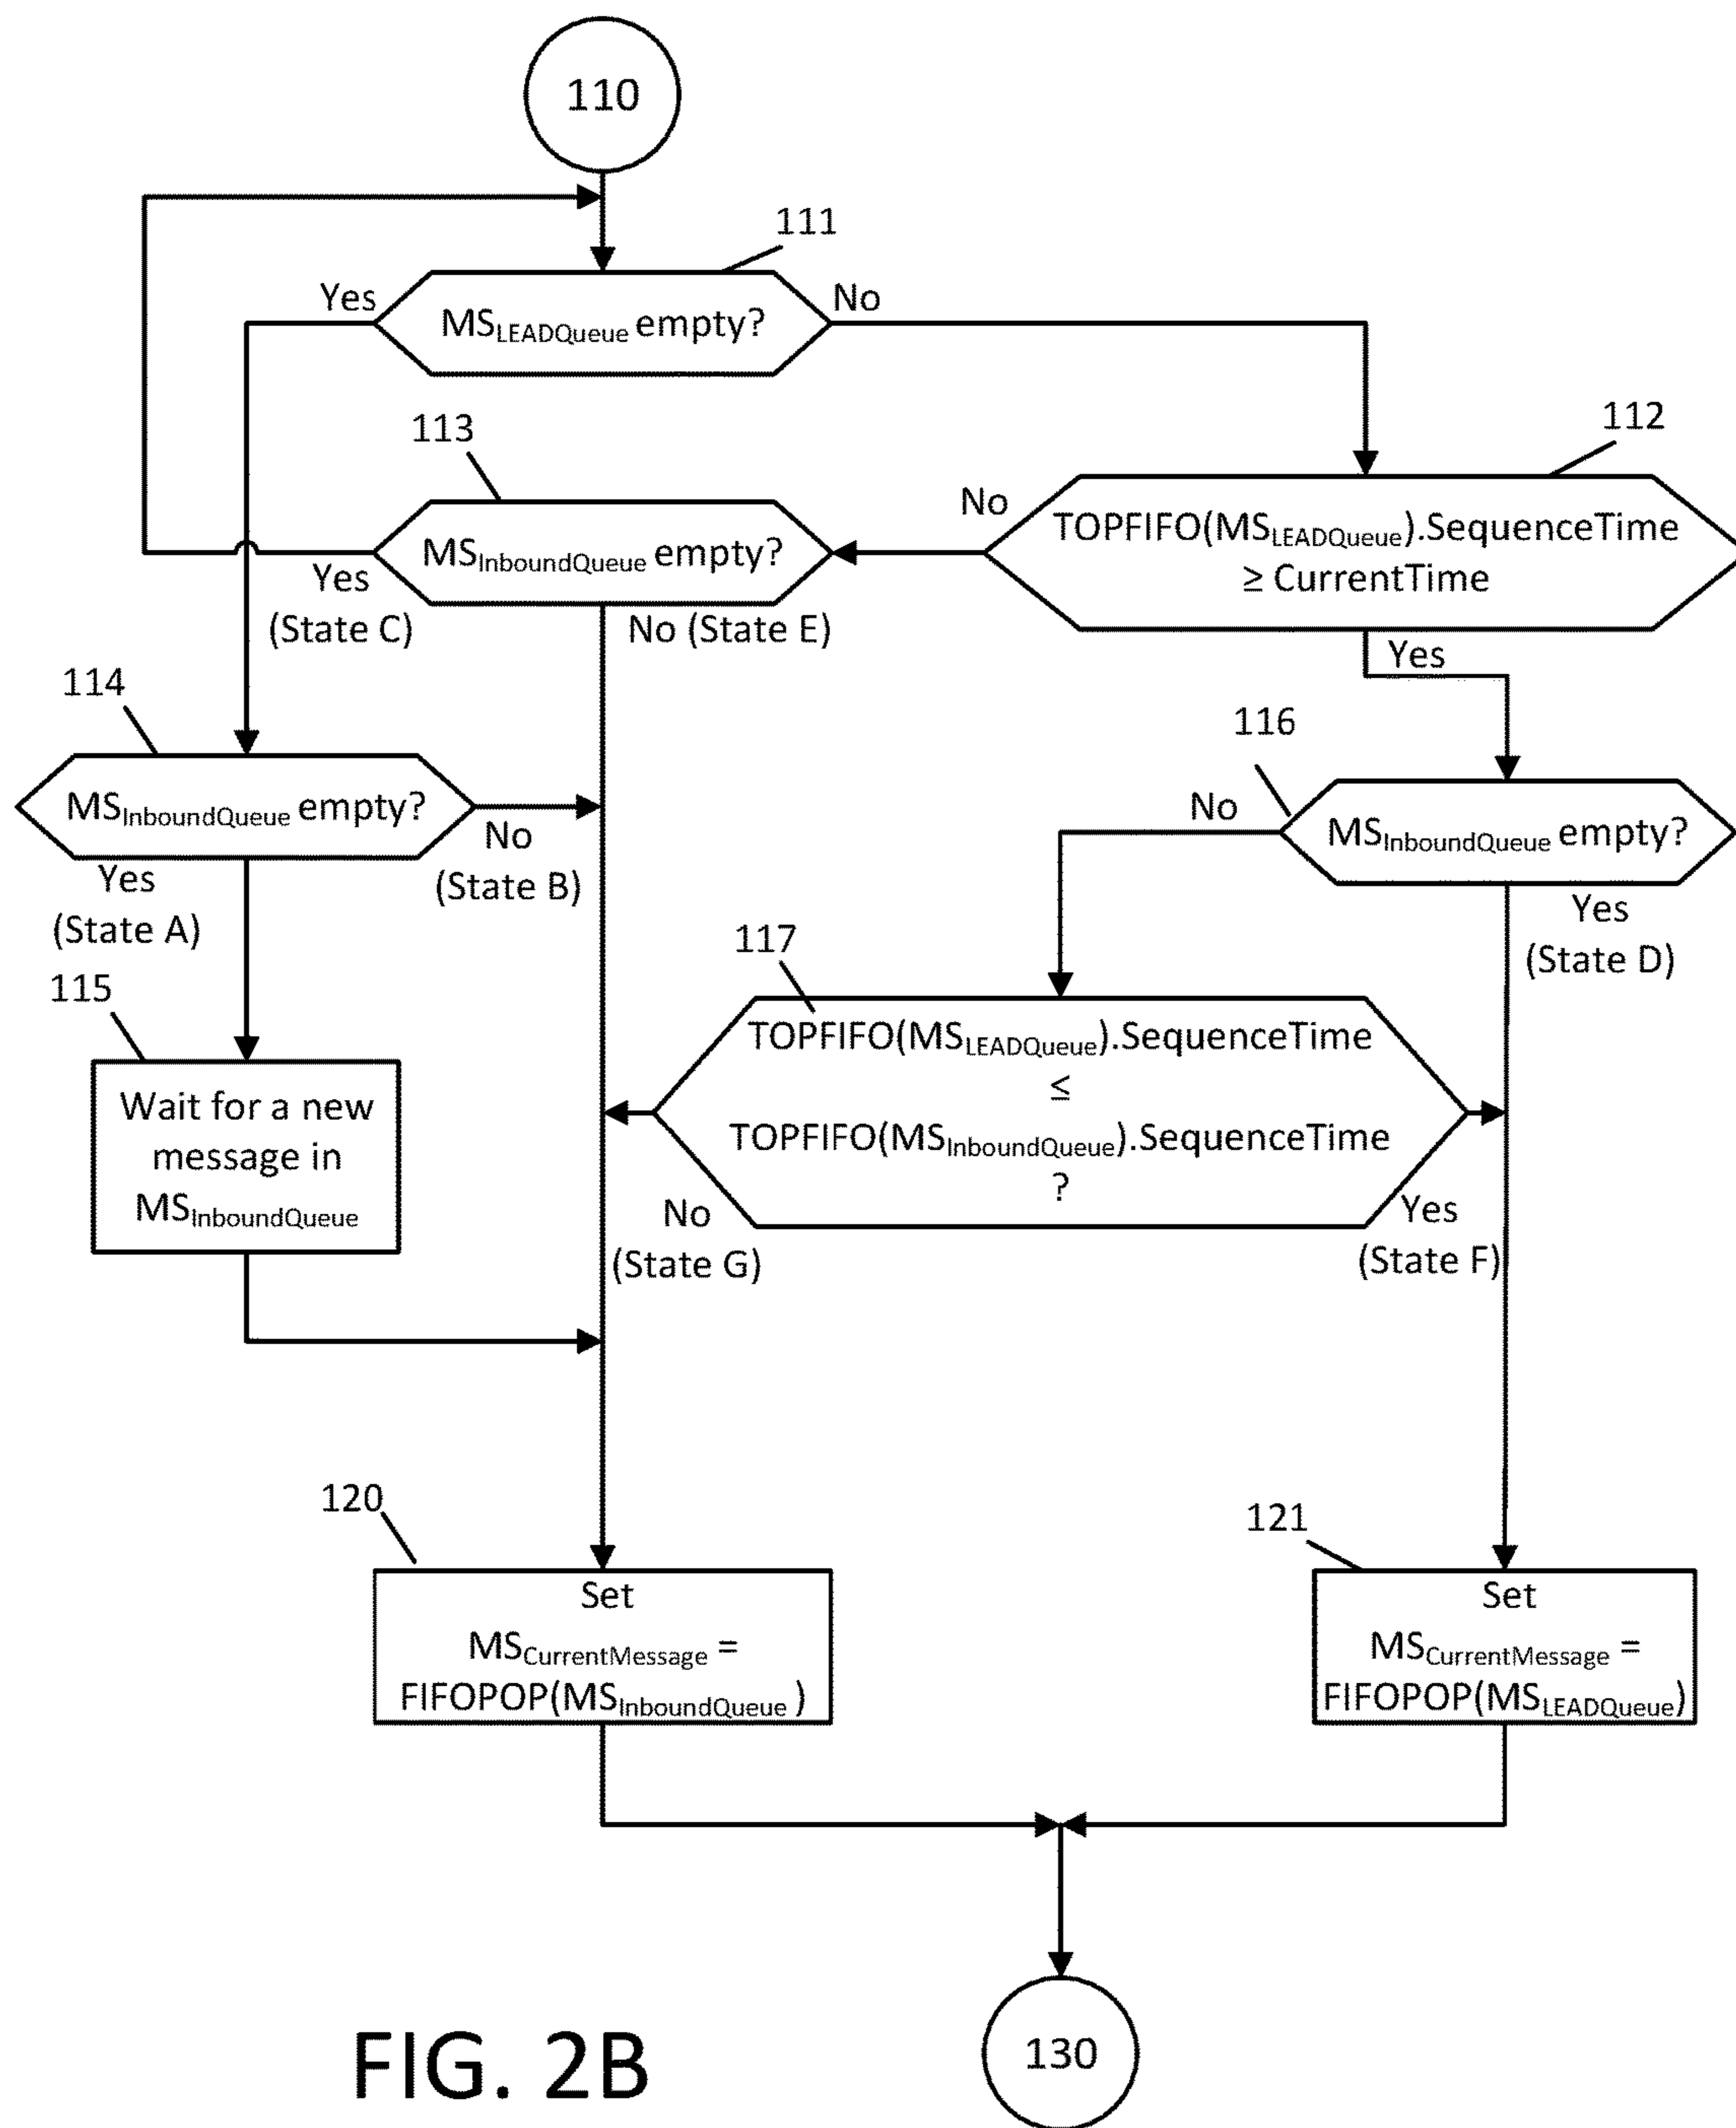 110
111
Yes
No
MSLEADQueue empty?
113
112
No
MSInboundQueue empty?
TOPFIFO(MSLEADQueue).SequenceTime
≥ CurrentTime
Yes
(State C)
No (State E)
Yes
114
116
MSInboundQueue empty?
No
(State B)
Yes
(State A)
No
MSInboundQueue empty?
Yes
(State D)
117
115
TOPFIFO(MSLEADQueue).SequenceTime
≤
TOPFIFO(MSInboundQueue).SequenceTime
?
Wait for a new
message in
MSInboundQueue
No
(State G)
Yes
(State F)
120
121
Set
MSCurrentMessage =
FIFOPOP(MSInboundQueue )
Set
MSCurrentMessage =
FIFOPOP(MSLEADQueue)
130
FIG. 2B